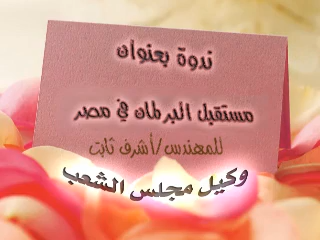 ندوة بعنوان
مستقبل البرلمان في مصر
للمهندس/أشرف ثابت
وكيل مجلس الشعب